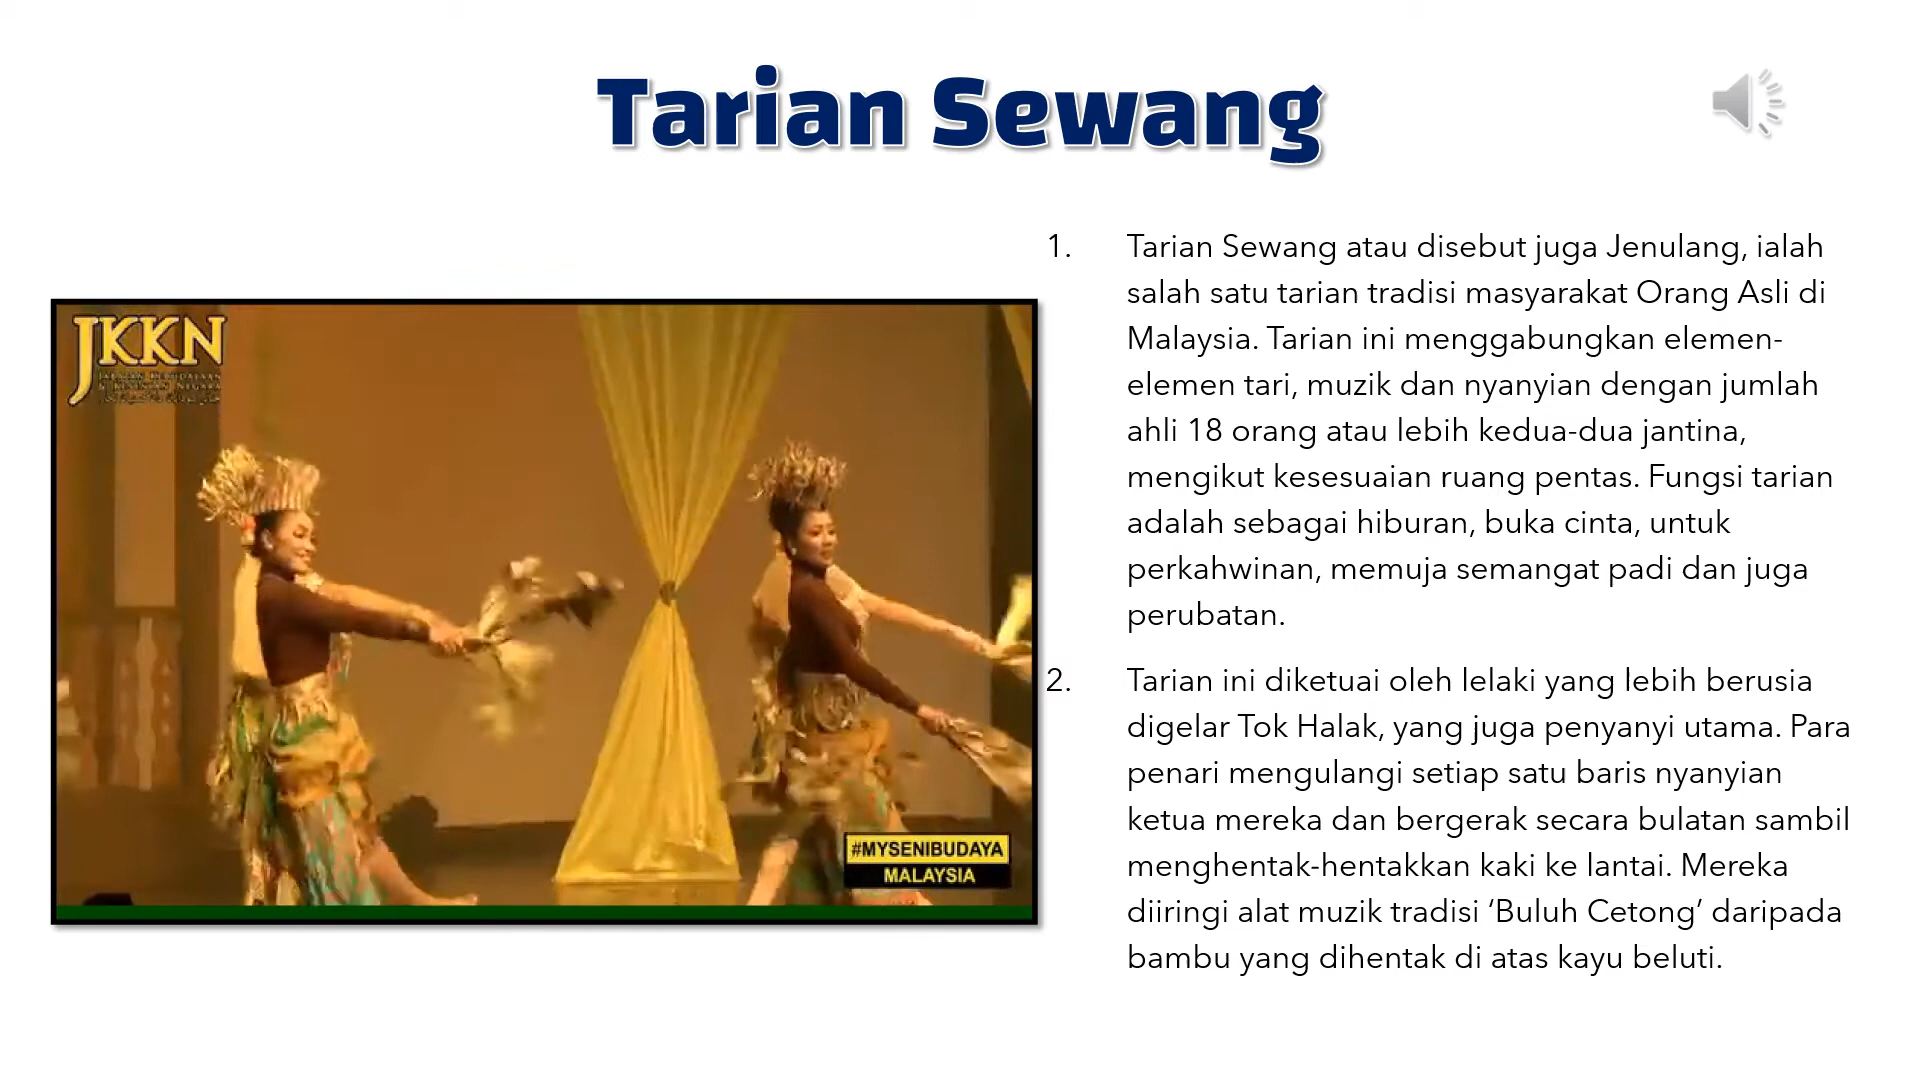 Tarian Sewang
JKKN
JABATAN KEBUDAYAAN
& KESENIAN NEGARA
#MYSENIBUDAYA
MALAYSIA
1. Tarian Sewang atau disebut juga Jenulang, ialah
salah satu tarian tradisi masyarakat Orang Asli di
Malaysia. Tarian ini menggabungkan elemen-
elemen tari, muzik dan nyanyian dengan jumlah
ahli 18 orang atau lebih kedua-dua jantina,
mengikut kesesuaian ruang pentas. Fungsi tarian
adalah sebagai hiburan, buka cinta, untuk
perkahwinan, memuja semangat padi dan juga
perubatan.
2. Tarian ini diketuai oleh lelaki yang lebih berusia
digelar Tok Halak, yang juga penyanyi utama. Para
penari mengulangi setiap satu baris nyanyian
ketua mereka dan bergerak secara bulatan sambil
menghentak-hentakkan kaki ke lantai. Mereka
diiringi alat muzik tradisi ‘Buluh Cetong’ daripada
bambu yang dihentak di atas kayu beluti.